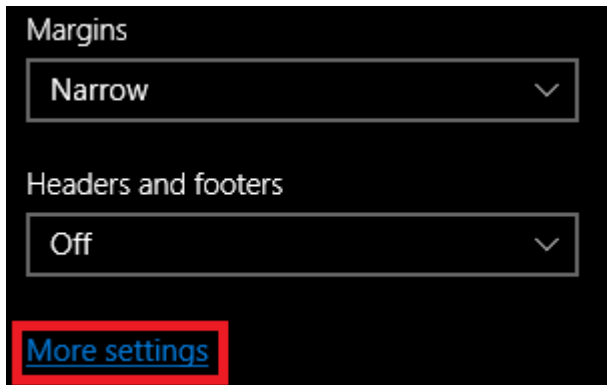 Margins
Narrow
Headers and footers
Off
More settings